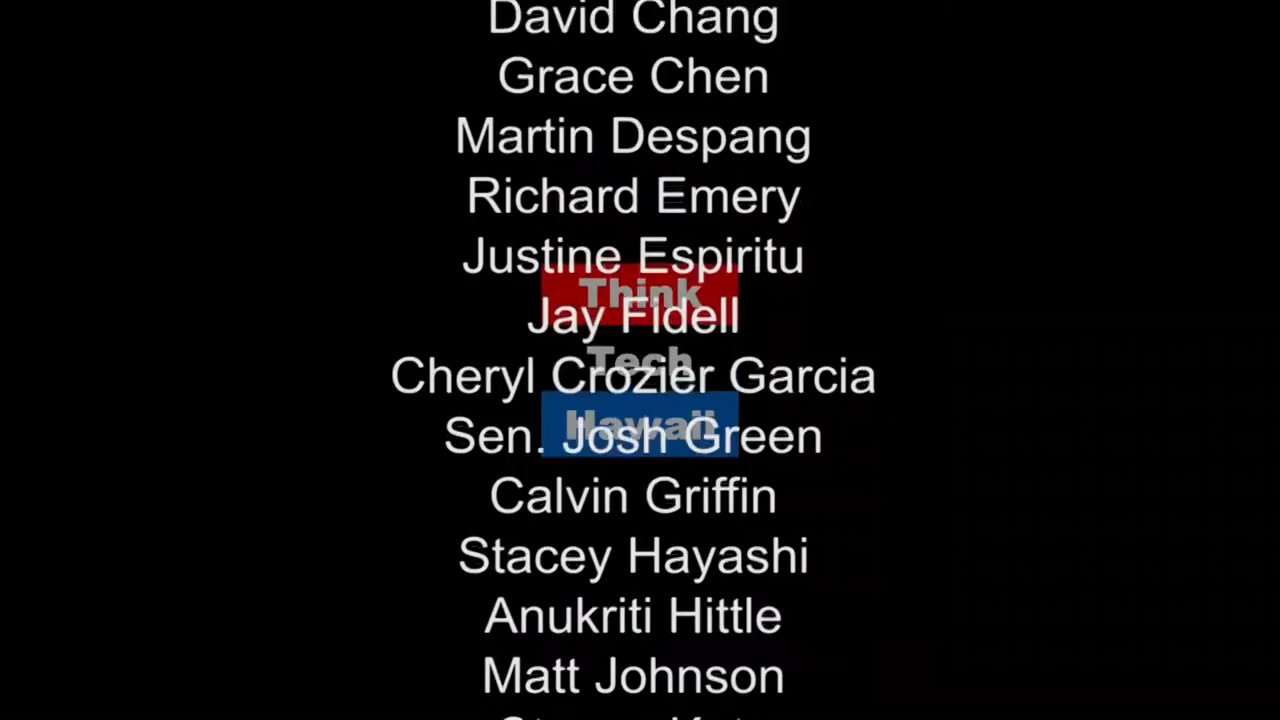 David Chang
Grace Chen
Martin Despang
Richard Emery
Justine Espiritu
Think
Jay Fidell
Tech
Cheryl Crozier Garcia
Hawaii
Sen. Josh Green
Calvin Griffin
Stacey Hayashi
Anukriti Hittle
Matt Johnson